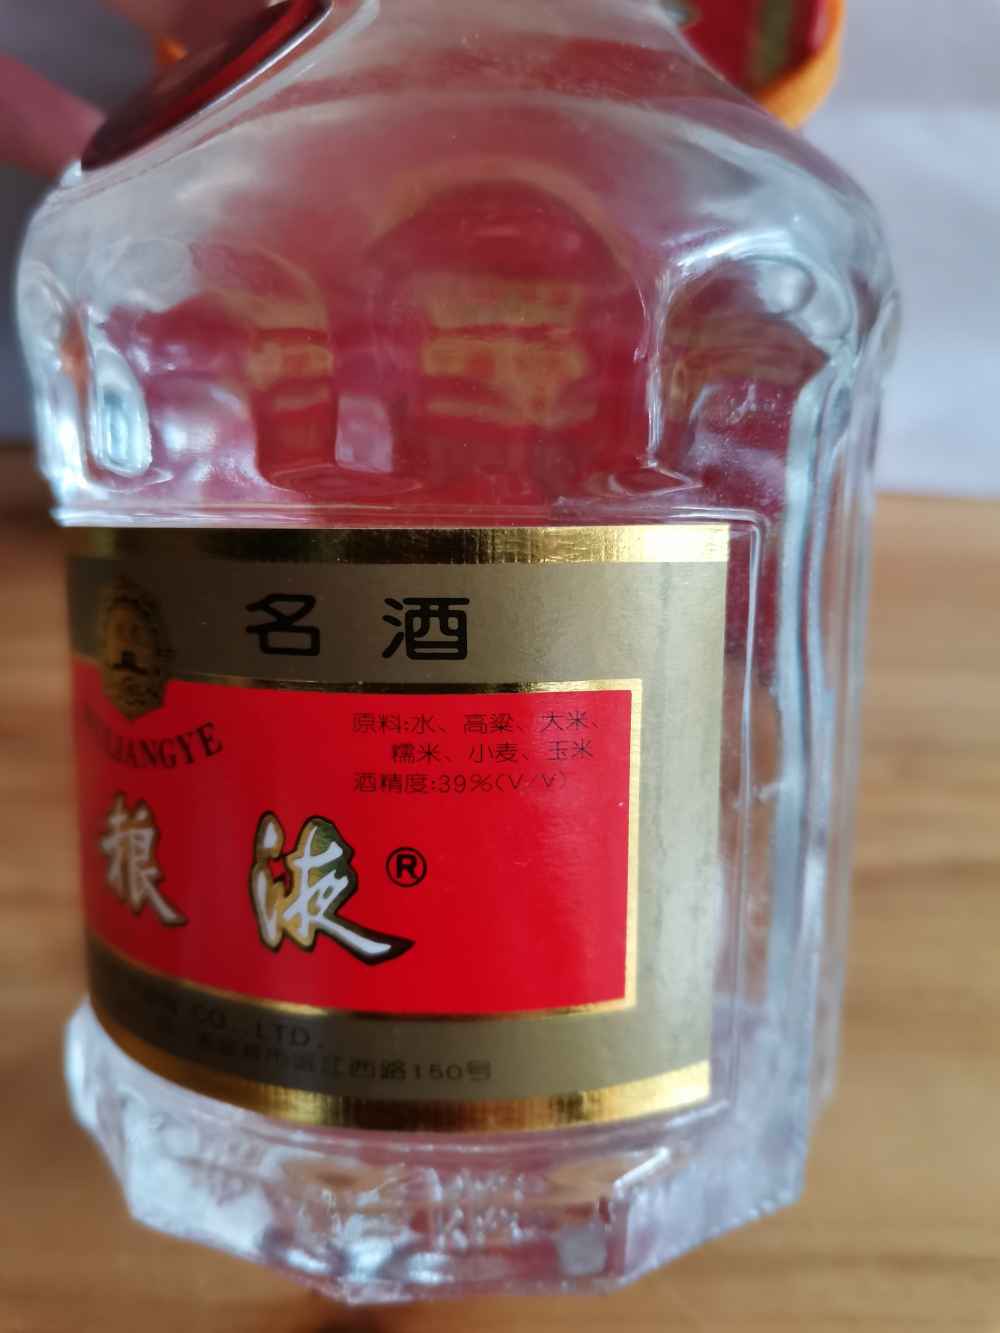 名酒
LIANGYE
原料:水、高粱、大米、
糯米、小麦、玉米
酒精度:39%(V/V)
粮液®
CO.,LTD.
江西路150号